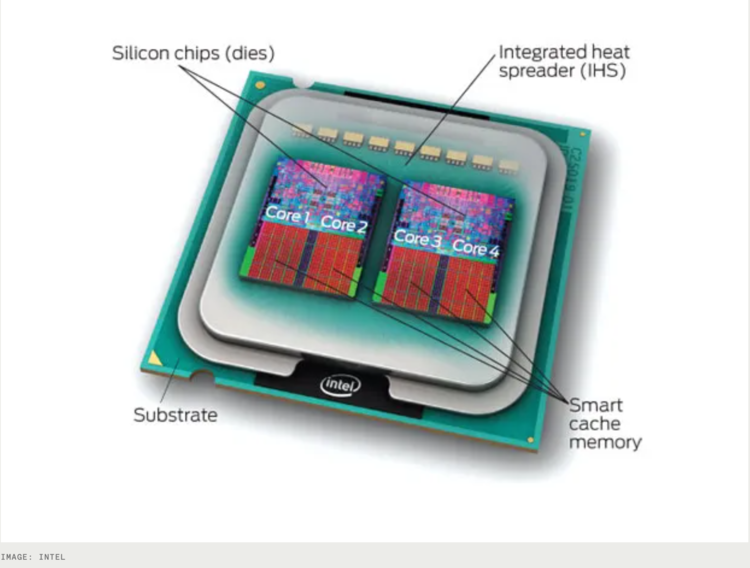 Silicon chips (dies)
Integrated heat
spreader (IHS)
Core 1 Core 2
Core 3 Core 4
intel
Substrate
Smart
cache
memory
IMAGE: INTEL